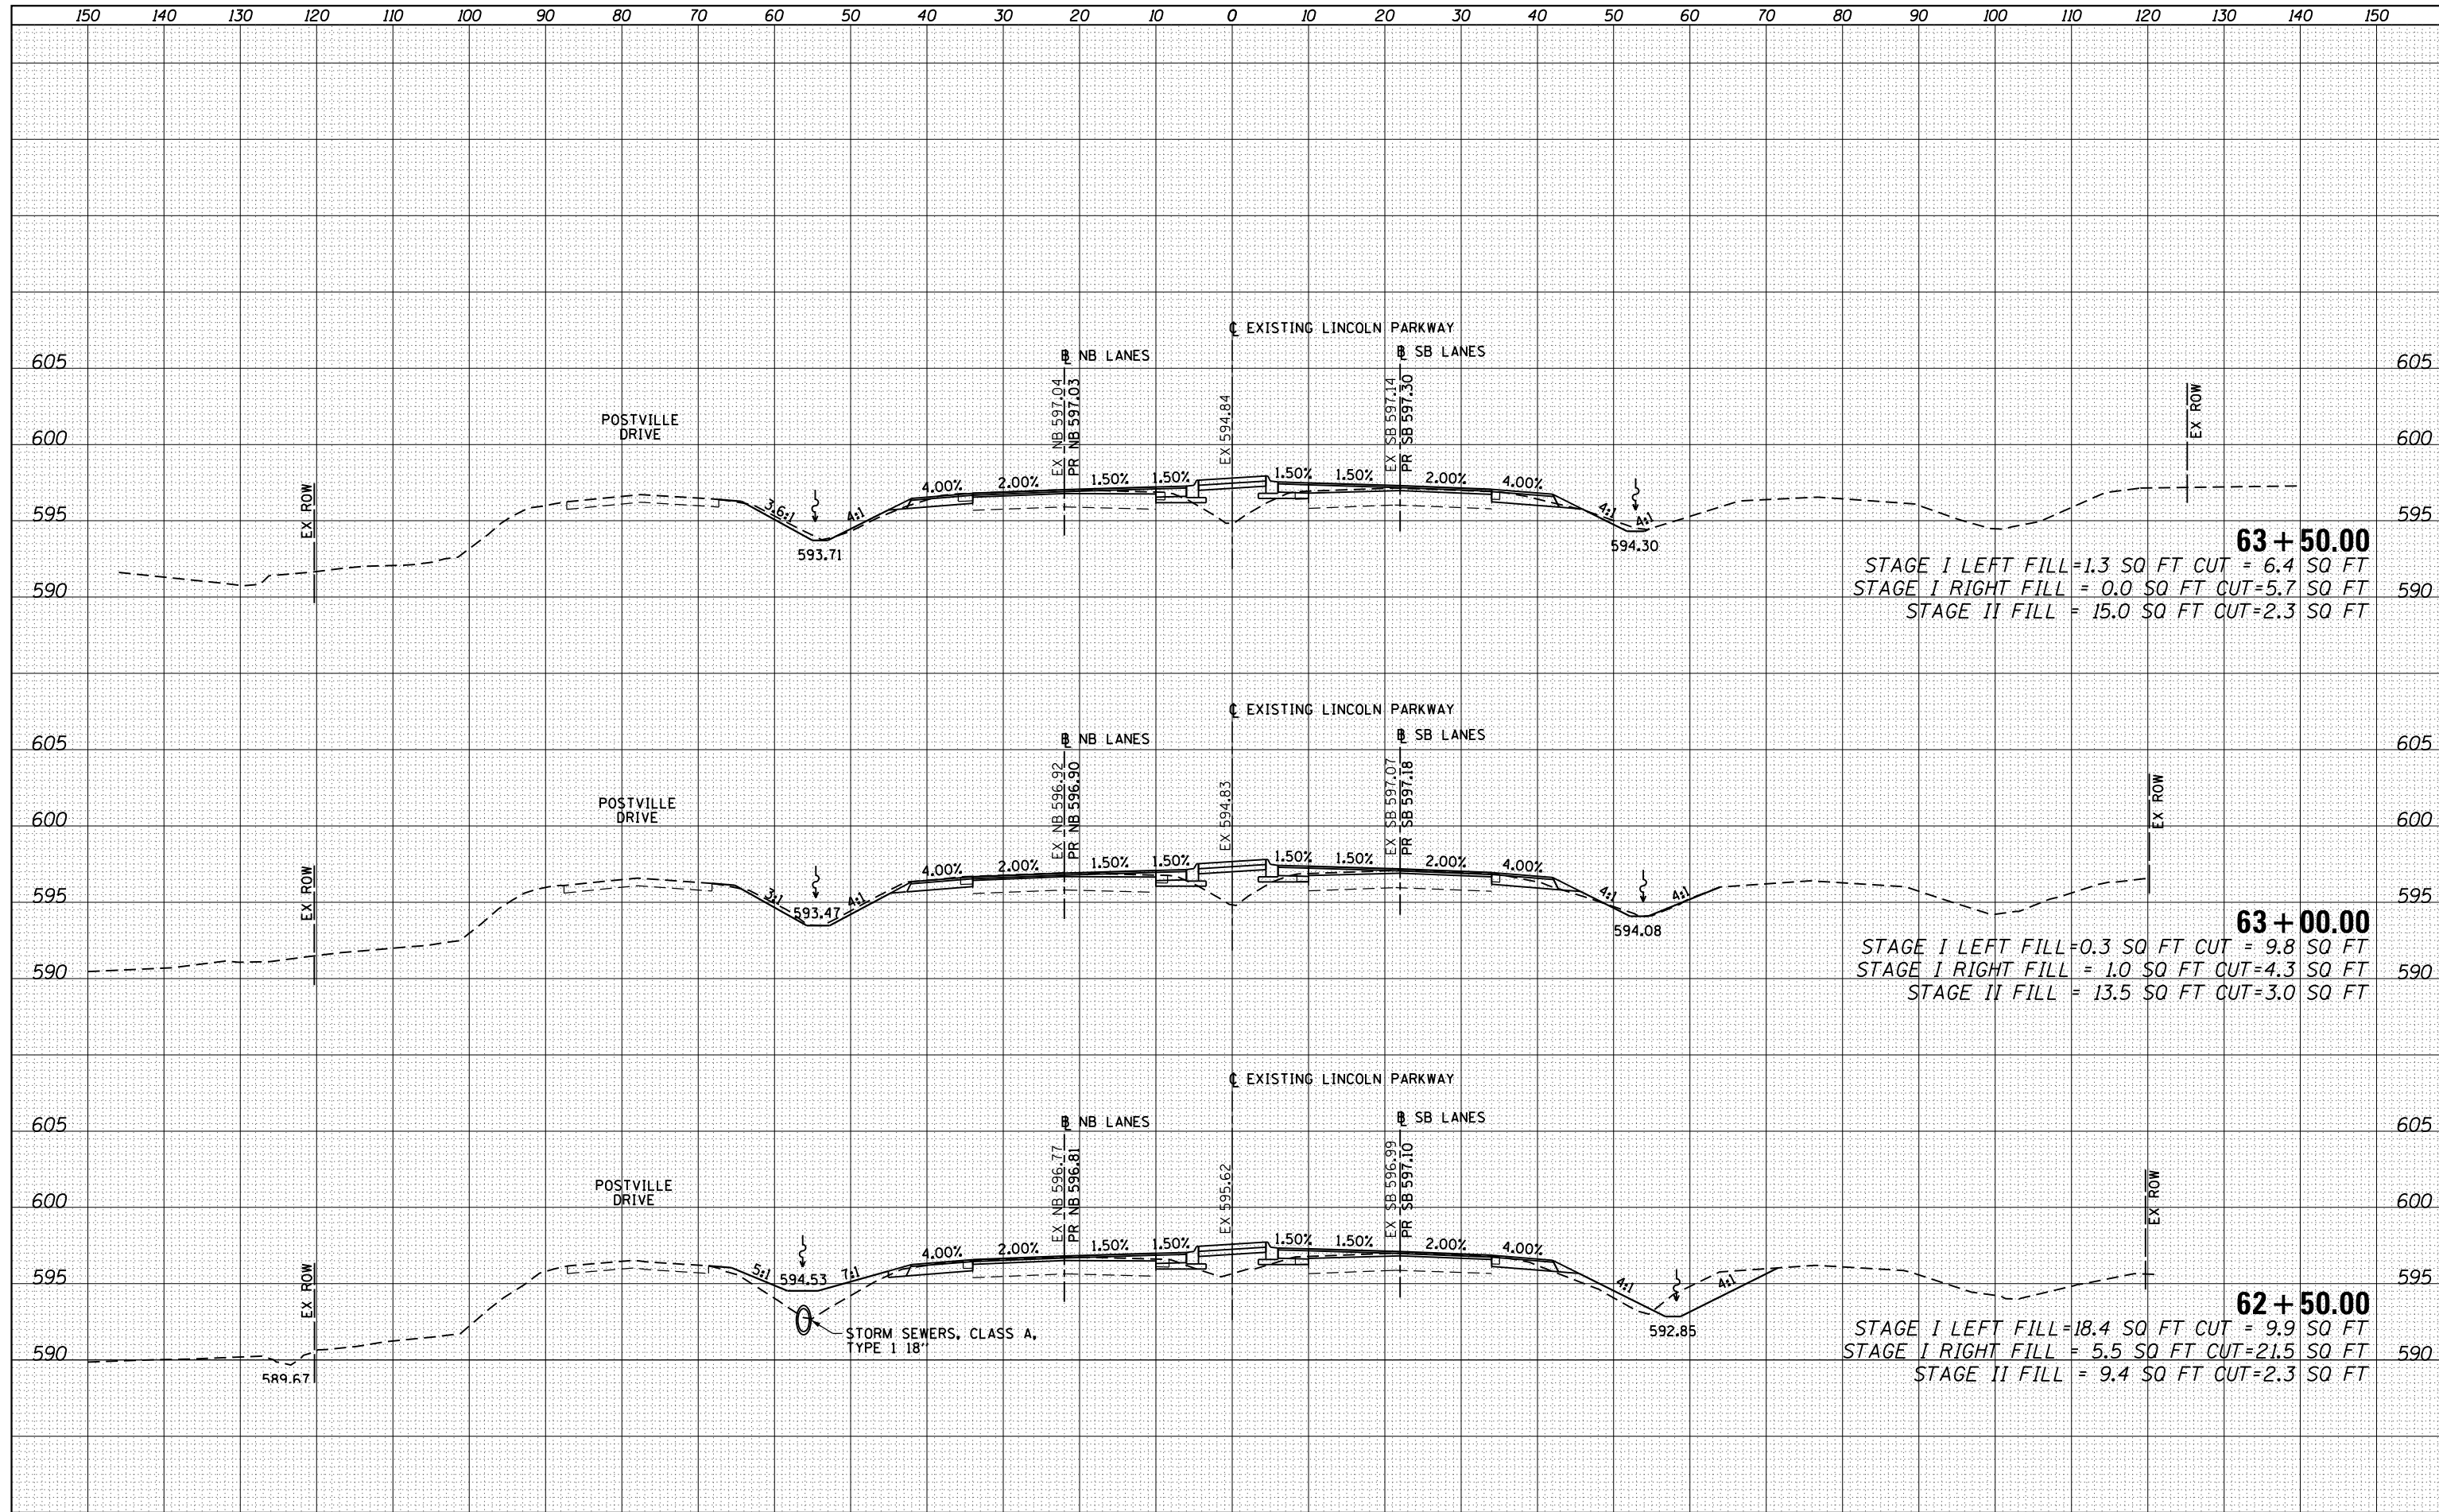 150 140 130 120 110 100 90 80 70 60 50 40 30 20 10 0 10 20 30 40 50 60 70 80 90 100 110 120 130 140 150
℄ EXISTING LINCOLN PARKWAY
605
B NB LANES
B SB LANES
605
EX NB 597.04
PR NB 597.03
EX 594.84
EX SB 597.14
PR SB 597.30
EX ROW
POSTVILLE
DRIVE
600
600
EX ROW
3.6:1
4:1
4.00%
2.00%
1.50%
1.50%
1.50%
1.50%
2.00%
4.00%
4:1
4:1
595
595
593.71
594.30
63+50.00
STAGE I LEFT FILL=1.3 SQ FT CUT = 6.4 SQ FT
590
STAGE I RIGHT FILL = 0.0 SQ FT CUT=5.7 SQ FT
590
STAGE II FILL = 15.0 SQ FT CUT=2.3 SQ FT
℄ EXISTING LINCOLN PARKWAY
605
B NB LANES
B SB LANES
605
EX NB 596.92
PR NB 596.90
EX 594.83
EX SB 597.07
PR SB 597.18
EX ROW
POSTVILLE
DRIVE
600
600
EX ROW
3:1
593.47
4:1
4.00%
2.00%
1.50%
1.50%
1.50%
1.50%
2.00%
4.00%
4:1
4:1
595
595
594.08
63+00.00
STAGE I LEFT FILL=0.3 SQ FT CUT = 9.8 SQ FT
590
STAGE I RIGHT FILL = 1.0 SQ FT CUT=4.3 SQ FT
590
STAGE II FILL = 13.5 SQ FT CUT=3.0 SQ FT
℄ EXISTING LINCOLN PARKWAY
605
B NB LANES
B SB LANES
605
EX NB 596.77
PR NB 596.81
EX 595.62
EX SB 596.99
PR SB 597.10
EX ROW
POSTVILLE
DRIVE
600
600
EX ROW
5:1
594.53
7:1
4.00%
2.00%
1.50%
1.50%
1.50%
1.50%
2.00%
4.00%
4:1
4:1
595
595
592.85
62+50.00
STORM SEWERS, CLASS A,
TYPE 1 18"
STAGE I LEFT FILL=18.4 SQ FT CUT = 9.9 SQ FT
590
STAGE I RIGHT FILL = 5.5 SQ FT CUT=21.5 SQ FT
590
589.67
STAGE II FILL = 9.4 SQ FT CUT=2.3 SQ FT